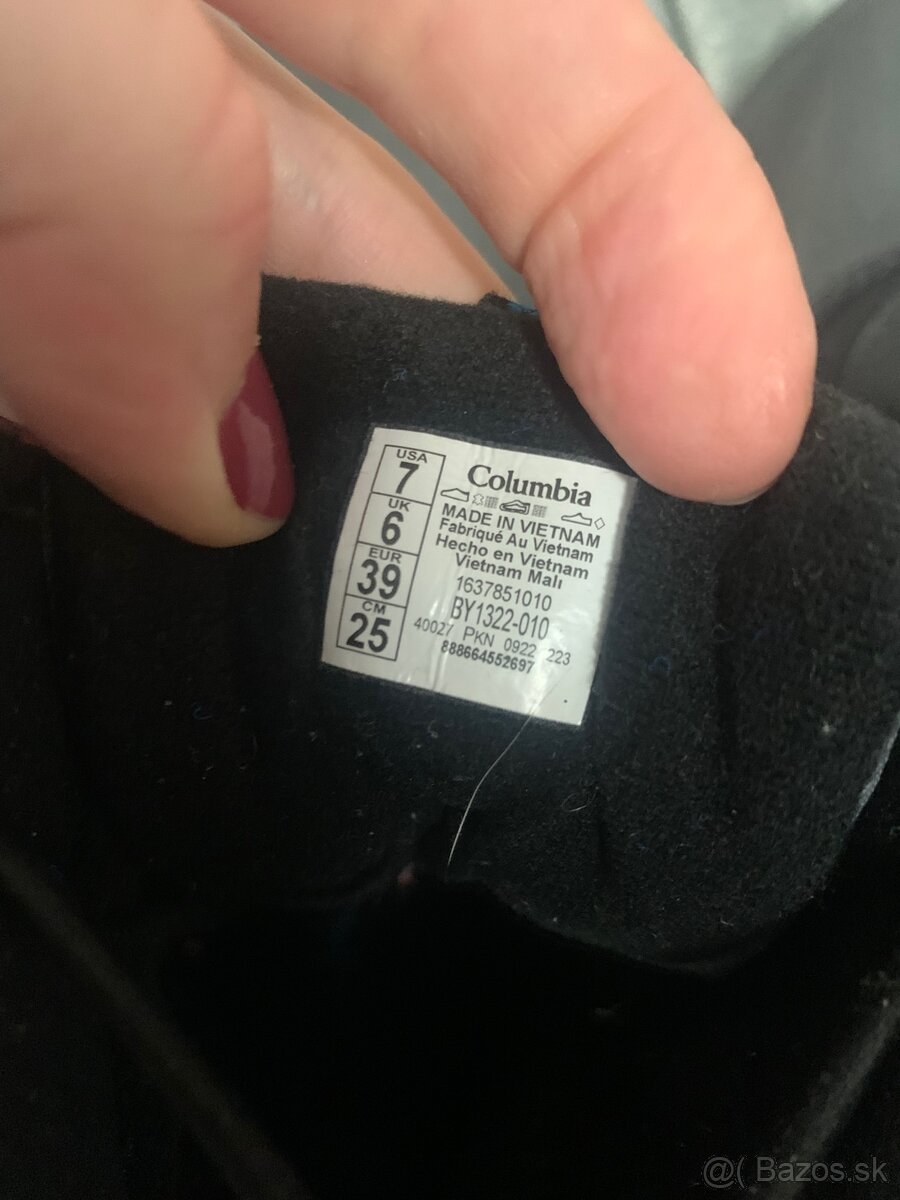 USA
7
UK
6
EUR
39
CM
25
Columbia
MADE IN VIETNAM
Fabriqué Au Vietnam
Hecho en Vietnam
Vietnam Malı
1637851010
BY1322-010
40027 PKN 0922 223
888664552697
@( Bazos.sk